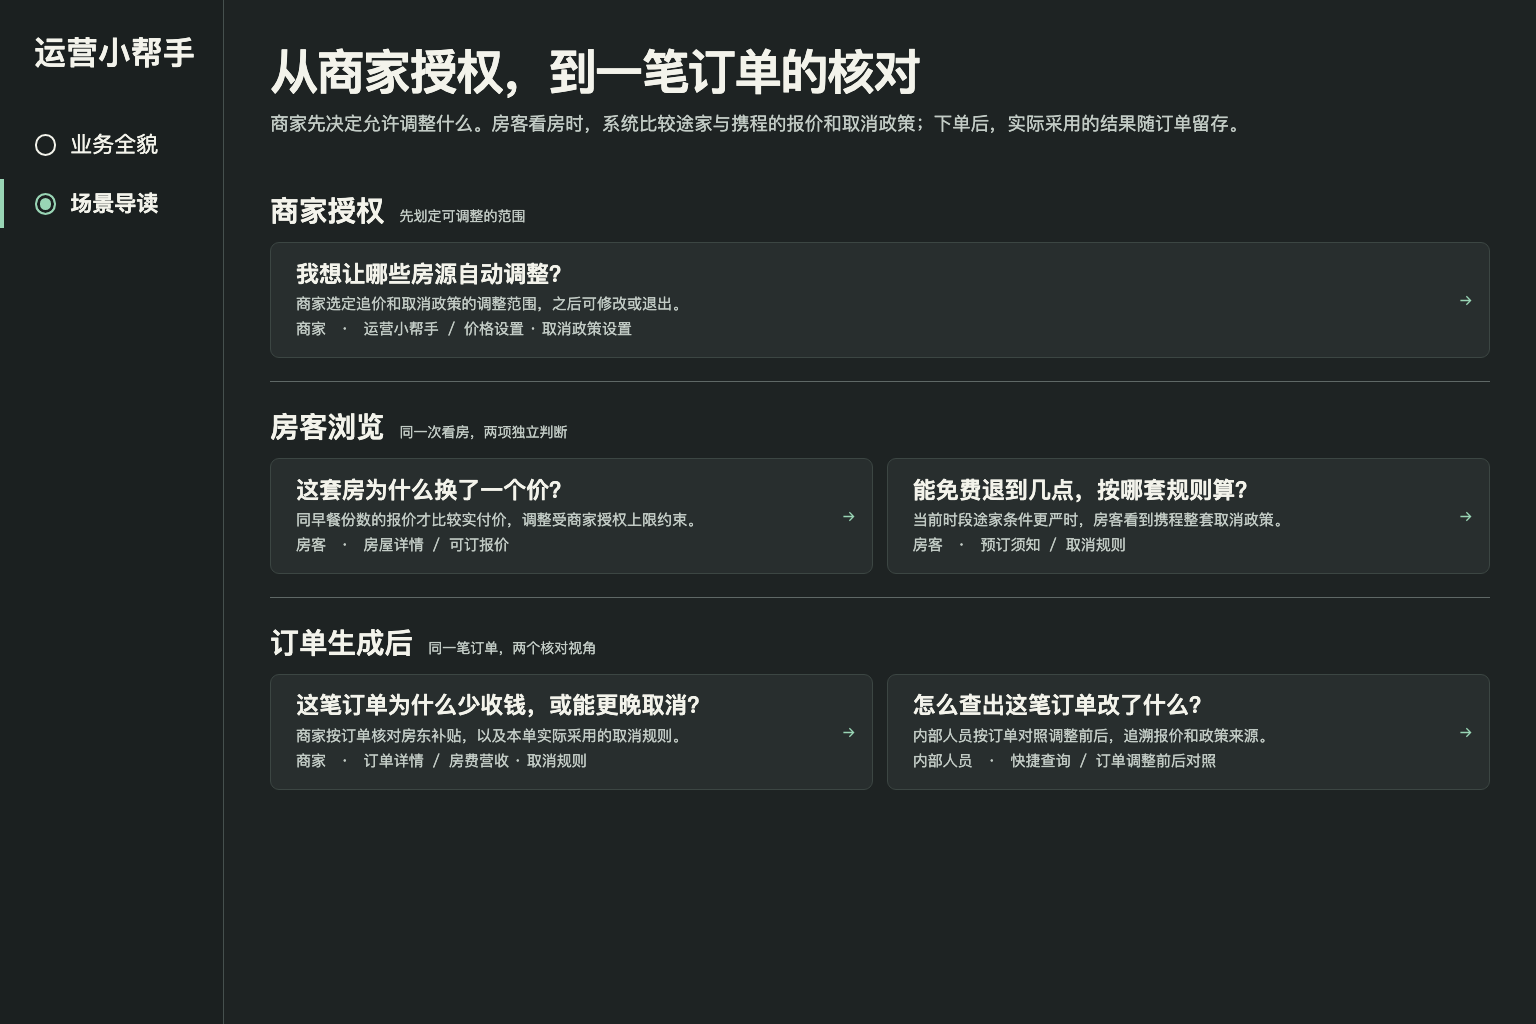 运营小帮手
业务全貌
场景导读
从商家授权，到一笔订单的核对
商家先决定允许调整什么。房客看房时，系统比较途家与携程的报价和取消政策；下单后，实际采用的结果随订单留存。
商家授权 先划定可调整的范围
我想让哪些房源自动调整？
商家选定追价和取消政策的调整范围，之后可修改或退出。
商家 · 运营小帮手 / 价格设置 · 取消政策设置
→
房客浏览 同一次看房，两项独立判断
这套房为什么换了一个价？
同早餐份数的报价才比较实付价，调整受商家授权上限约束。
房客 · 房屋详情 / 可订报价
→
能免费退到几点，按哪套规则算？
当前时段途家条件更严时，房客看到携程整套取消政策。
房客 · 预订须知 / 取消规则
→
订单生成后 同一笔订单，两个核对视角
这笔订单为什么少收钱，或能更晚取消？
商家按订单核对房东补贴，以及本单实际采用的取消规则。
商家 · 订单详情 / 房费营收 · 取消规则
→
怎么查出这笔订单改了什么？
内部人员按订单对照调整前后，追溯报价和政策来源。
内部人员 · 快捷查询 / 订单调整前后对照
→